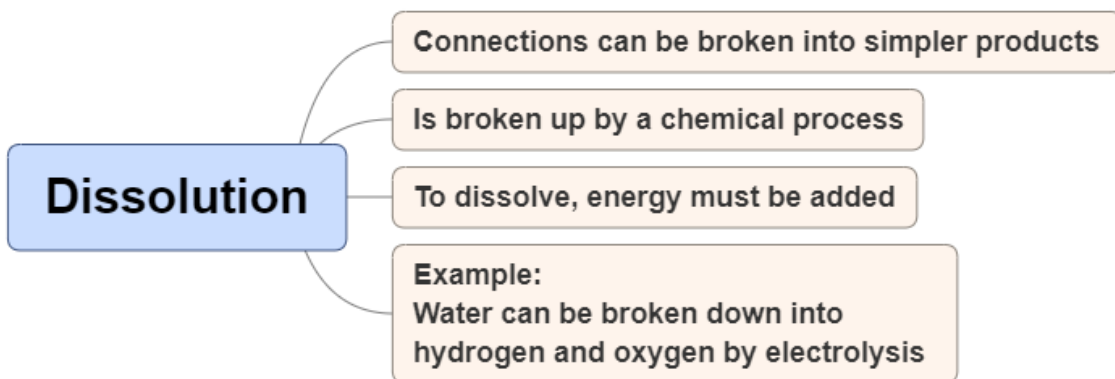 Dissolution
Connections can be broken into simpler products
Is broken up by a chemical process
To dissolve, energy must be added
Example:
Water can be broken down into
hydrogen and oxygen by electrolysis